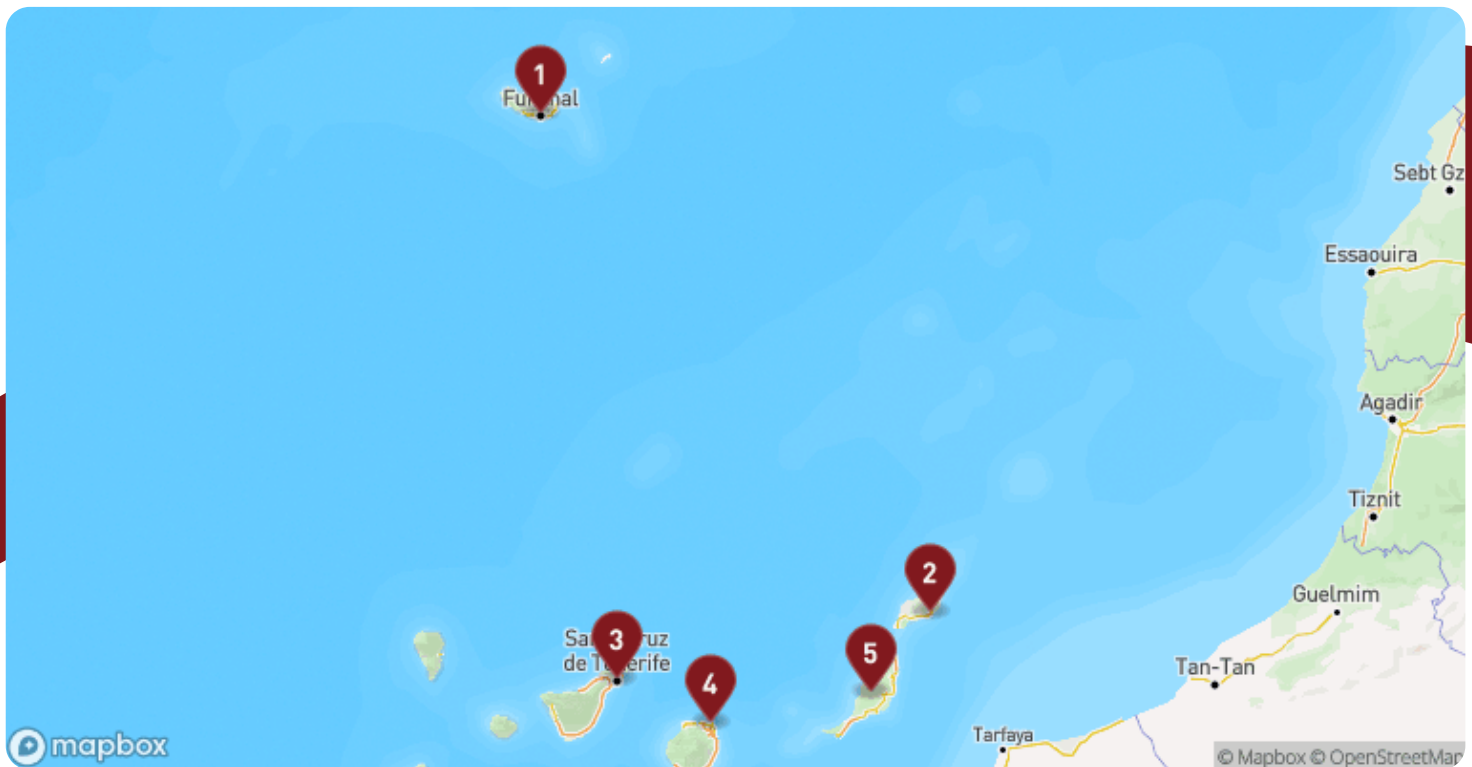 1
Funchal
Sebt Gz
Essaouira
Agadir
Tiznit
2
Guelmim
3
Santa Cruz
de Tenerife
5
4
Tan-Tan
Tarfaya
mapbox
© Mapbox © OpenStreetMap